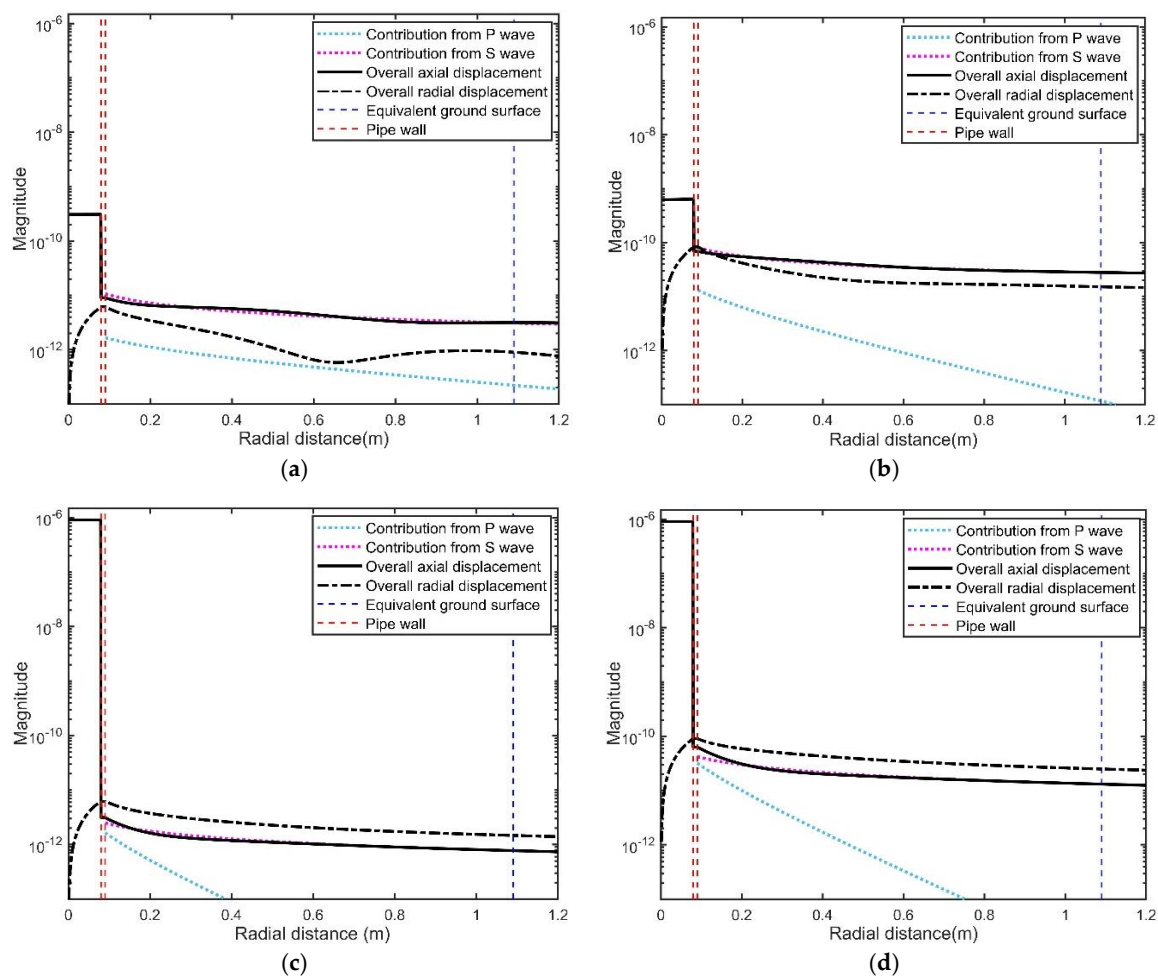 10^-6
10^-8
10^-10
10^-12
Magnitude
Contribution from P wave
Contribution from S wave
Overall axial displacement
Overall radial displacement
Equivalent ground surface
Pipe wall
0 0.2 0.4 0.6 0.8 1 1.2
Radial distance(m)
(a)
10^-6
10^-8
10^-10
10^-12
Magnitude
Contribution from P wave
Contribution from S wave
Overall axial displacement
Overall radial displacement
Equivalent ground surface
Pipe wall
0 0.2 0.4 0.6 0.8 1 1.2
Radial distance(m)
(b)
10^-6
10^-8
10^-10
10^-12
Magnitude
Contribution from P wave
Contribution from S wave
Overall axial displacement
Overall radial displacement
Equivalent ground surface
Pipe wall
0 0.2 0.4 0.6 0.8 1 1.2
Radial distance (m)
(c)
10^-6
10^-8
10^-10
10^-12
Magnitude
Contribution from P wave
Contribution from S wave
Overall axial displacement
Overall radial displacement
Equivalent ground surface
Pipe wall
0 0.2 0.4 0.6 0.8 1 1.2
Radial distance(m)
(d)